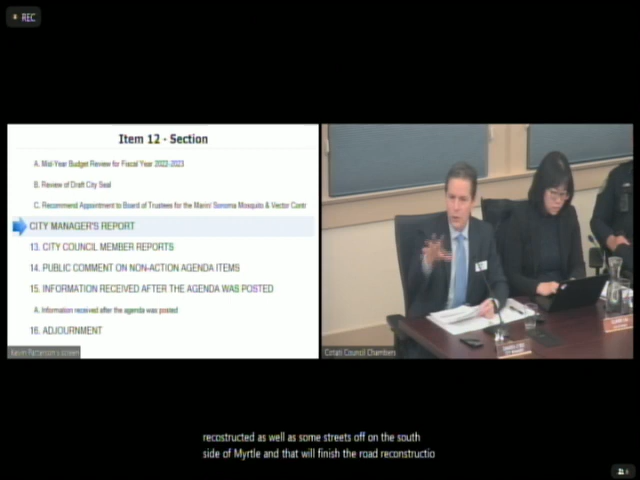 REC
Item 12 - Section
A. Mid-Year Budget Review for Fiscal Year 2022-2023
B. Review of Draft City Seal
C. Recommend Appointment to Board of Trustees for the Marin/ Sonoma Mosquito & Vector Contr
CITY MANAGER'S REPORT
13. CITY COUNCIL MEMBER REPORTS
14. PUBLIC COMMENT ON NON-ACTION AGENDA ITEMS
15. INFORMATION RECEIVED AFTER THE AGENDA WAS POSTED
A. Information received after the agenda was posted
16. ADJOURNMENT
Kevin Patterson's screen
Cotati Council Chambers
recostructed as well as some streets off on the south
side of Myrtle and that will finish the road reconstructio